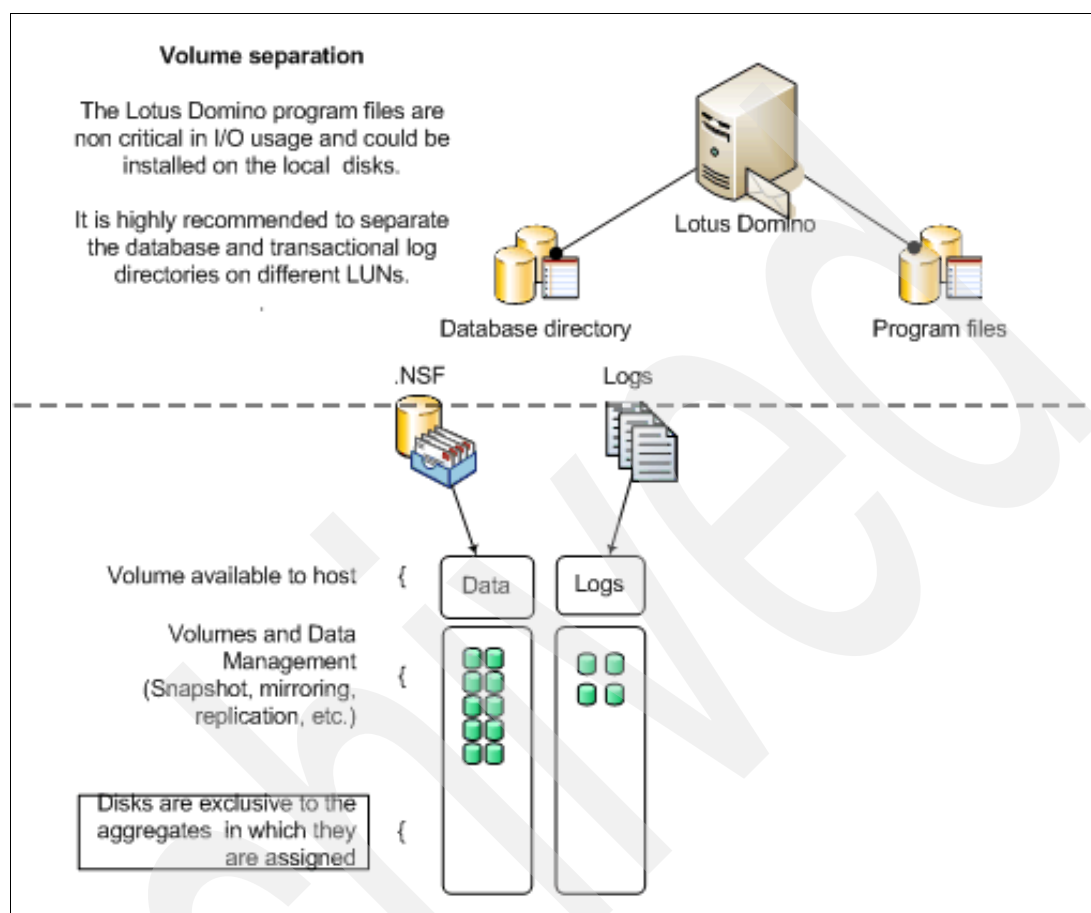 Volume separation
The Lotus Domino program files are
non critical in I/O usage and could be
installed on the local disks.
It is highly recommended to separate
the database and transactional log
directories on different LUNs.
.
Lotus Domino
Database directory
Program files
.NSF
Logs
Volume available to host {
Data
Logs
Volumes and Data
Management
(Snapshot, mirroring,
replication, etc.)
{
Disks are exclusive to the
aggregates in which they
are assigned
{
hived